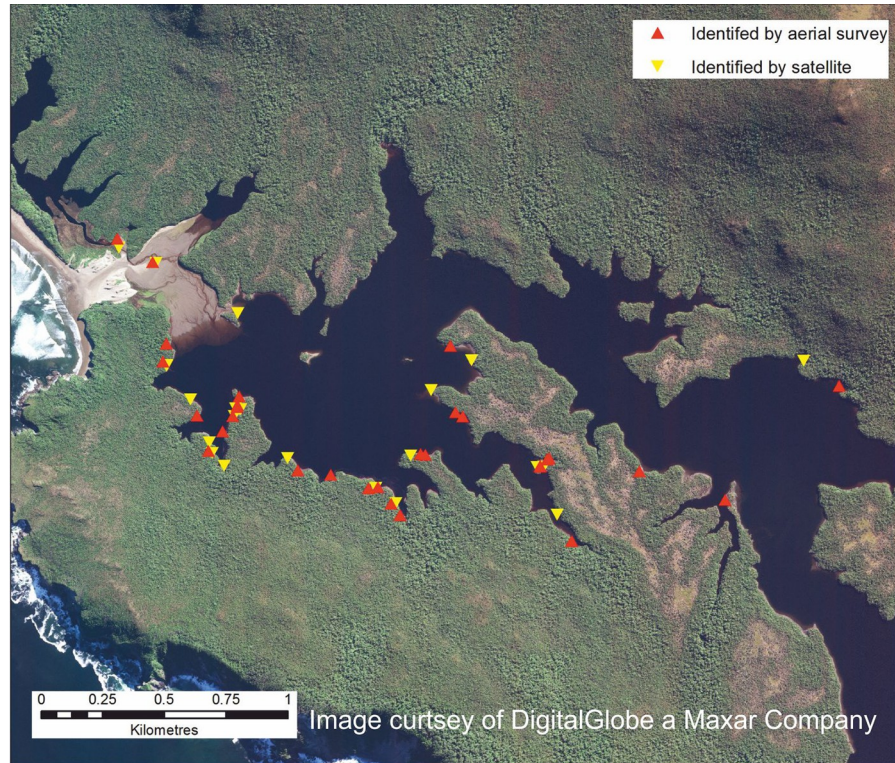 Identifed by aerial survey
Identified by satellite
0 0.25 0.50 0.75 1
Kilometres
Image curtsey of DigitalGlobe a Maxar Company